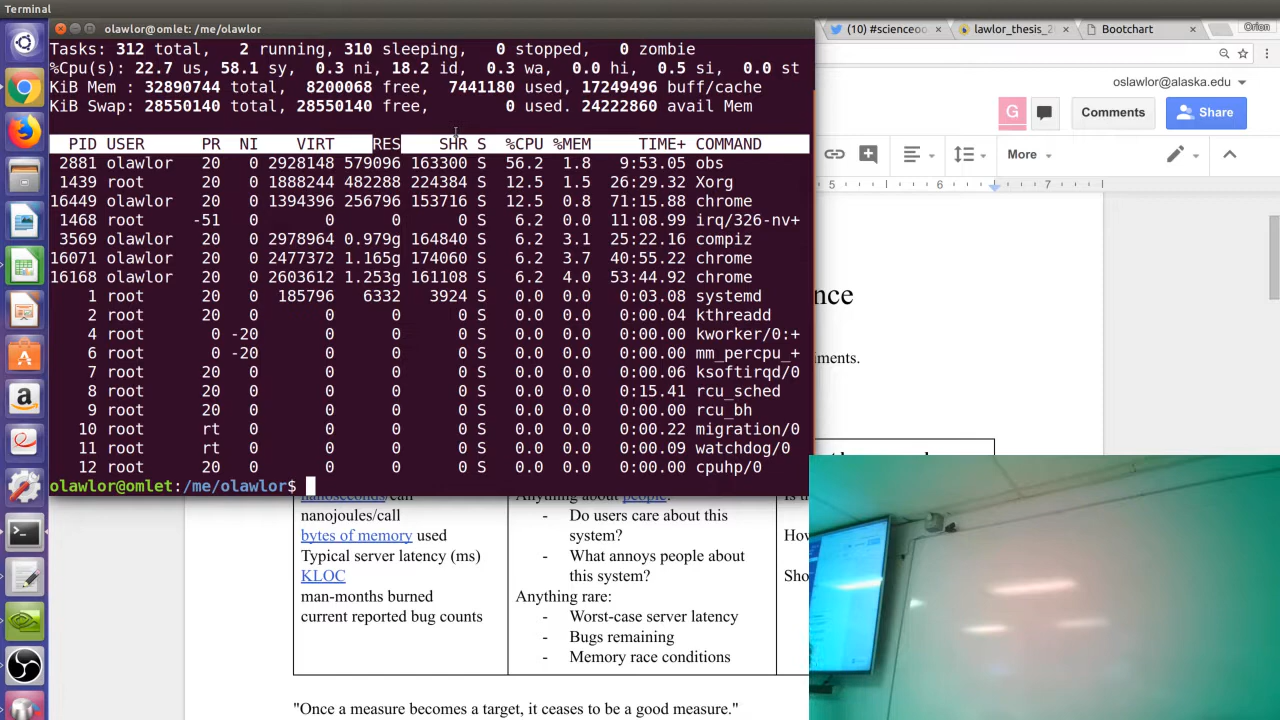 Terminal
olawlor@omlet: /me/olawlor
(10) #scienceo
lawlor_thesis_2
Bootchart
Orion
Tasks: 312 total, 2 running, 310 sleeping, 0 stopped, 0 zombie
%Cpu(s): 22.7 us, 58.1 sy, 0.3 ni, 18.2 id, 0.3 wa, 0.0 hi, 0.5 si, 0.0 st
KiB Mem : 32890744 total, 8200068 free, 7441180 used, 17249496 buff/cache
KiB Swap: 28550140 total, 28550140 free, 0 used. 24222860 avail Mem
PID USER PR NI VIRT RES SHR S %CPU %MEM TIME+ COMMAND
2881 olawlor 20 0 2928148 579096 163300 S 56.2 1.8 9:53.05 obs
1439 root 20 0 1888244 482288 224384 S 12.5 1.5 26:29.32 Xorg
16449 olawlor 20 0 1394396 256796 153716 S 12.5 0.8 71:15.88 chrome
1468 root -51 0 0 0 0 S 6.2 0.0 11:08.99 irq/326-nv+
3569 olawlor 20 0 2978964 0.979g 164840 S 6.2 3.1 25:22.16 compiz
16071 olawlor 20 0 2477372 1.165g 174060 S 6.2 3.7 40:55.22 chrome
16168 olawlor 20 0 2603612 1.253g 161108 S 6.2 4.0 53:44.92 chrome
1 root 20 0 185796 6332 3924 S 0.0 0.0 0:03.08 systemd
2 root 20 0 0 0 0 S 0.0 0.0 0:00.04 kthreadd
4 root 0 -20 0 0 0 S 0.0 0.0 0:00.00 kworker/0:+
6 root 0 -20 0 0 0 S 0.0 0.0 0:00.00 mm_percpu_+
7 root 20 0 0 0 0 S 0.0 0.0 0:00.06 ksoftirqd/0
8 root 20 0 0 0 0 S 0.0 0.0 0:15.41 rcu_sched
9 root 20 0 0 0 0 S 0.0 0.0 0:00.00 rcu_bh
10 root rt 0 0 0 0 S 0.0 0.0 0:00.22 migration/0
11 root rt 0 0 0 0 S 0.0 0.0 0:00.09 watchdog/0
12 root 20 0 0 0 0 S 0.0 0.0 0:00.00 cpuhp/0
olawlor@omlet:/me/olawlor$
oslawlor@alaska.edu
G
Comments
Share
More
5 6 7
nce
iments.
nanoseconds/call
nanojoules/call
bytes of memory used
Typical server latency (ms)
KLOC
man-months burned
current reported bug counts
Anything about people:
- Do users care about this
system?
- What annoys people about
this system?
Anything rare:
- Worst-case server latency
- Bugs remaining
- Memory race conditions
How
Sho
"Once a measure becomes a target, it ceases to be a good measure."